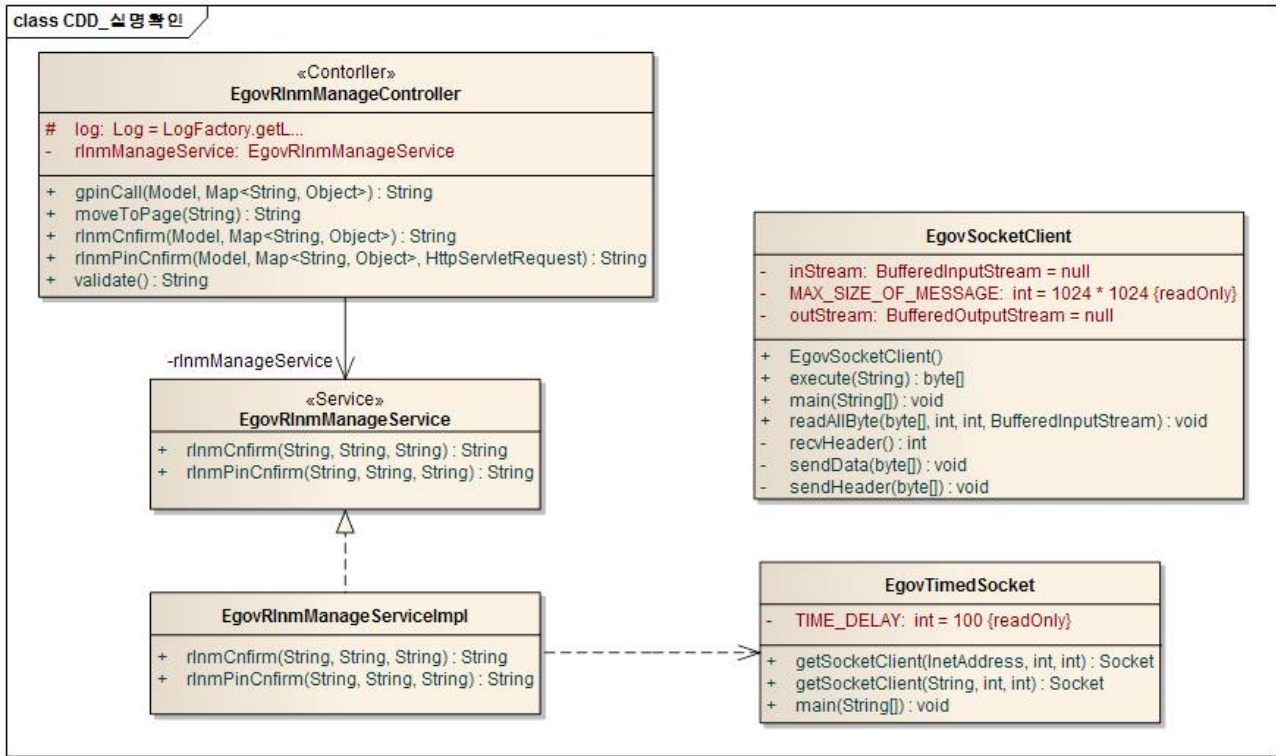 class CDD_실명확인
«Contorller»
EgovRlnmManageController
# log: Log = LogFactory.getL...
- rlnmManageService: EgovRlnmManageService
+ gpinCall(Model, Map<String, Object>) : String
+ moveToPage(String) : String
+ rlnmCnfirm(Model, Map<String, Object>) : String
+ rlnmPinCnfirm(Model, Map<String, Object>, HttpServletRequest) : String
+ validate() : String
-rlnmManageService
«Service»
EgovRlnmManageService
+ rlnmCnfirm(String, String, String) : String
+ rlnmPinCnfirm(String, String, String) : String
EgovRlnmManageServiceImpl
+ rlnmCnfirm(String, String, String) : String
+ rlnmPinCnfirm(String, String, String) : String
EgovSocketClient
- inStream: BufferedInputStream = null
- MAX_SIZE_OF_MESSAGE: int = 1024 * 1024 {readOnly}
- outStream: BufferedOutputStream = null
+ EgovSocketClient()
+ execute(String) : byte[]
+ main(String[]) : void
+ readAllByte(byte[], int, int, BufferedInputStream) : void
- recvHeader() : int
- sendData(byte[]) : void
- sendHeader(byte[]) : void
EgovTimedSocket
- TIME_DELAY: int = 100 {readOnly}
+ getSocketClient(InetAddress, int, int) : Socket
+ getSocketClient(String, int, int) : Socket
+ main(String[]) : void